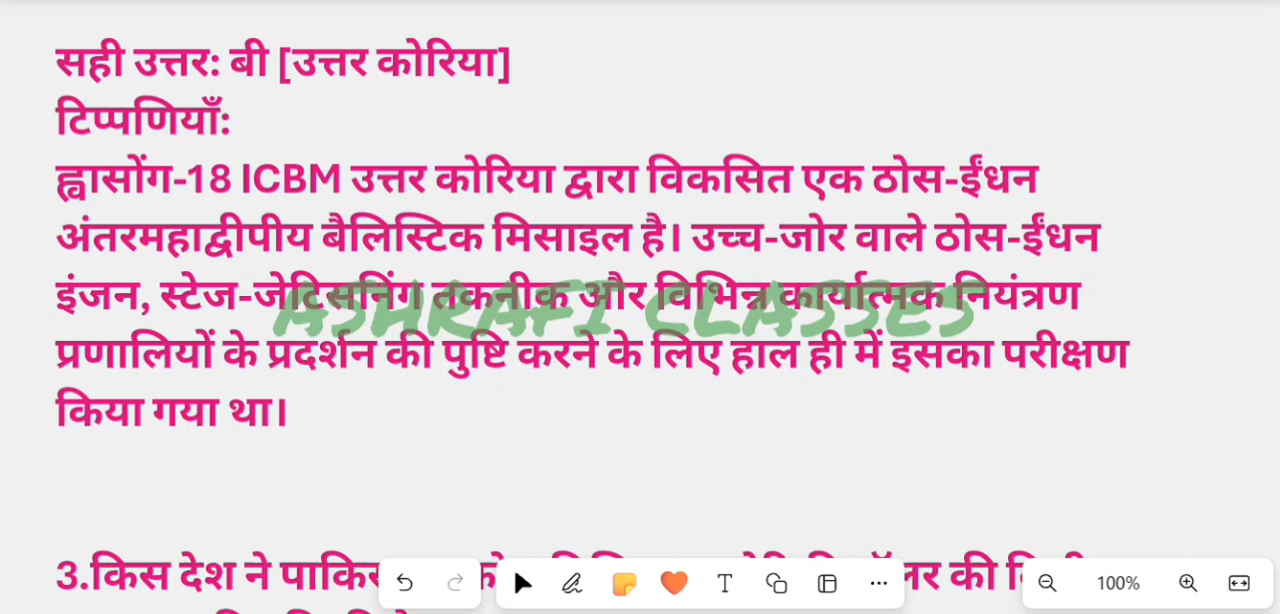 सही उत्तर: बी [उत्तर कोरिया]
टिप्पणियाँ:
ह्वासोंग-18 ICBM उत्तर कोरिया द्वारा विकसित एक ठोस-ईंधन
अंतरमहाद्वीपीय बैलिस्टिक मिसाइल है। उच्च-जोर वाले ठोस-ईंधन
इंजन, स्टेज-जेटिसनिंग तकनीक और विभिन्न कार्यात्मक नियंत्रण
ASHRAFI CLASSES
प्रणालियों के प्रदर्शन की पुष्टि करने के लिए हाल ही में इसका परीक्षण
किया गया था।
3.किस देश ने की
100%